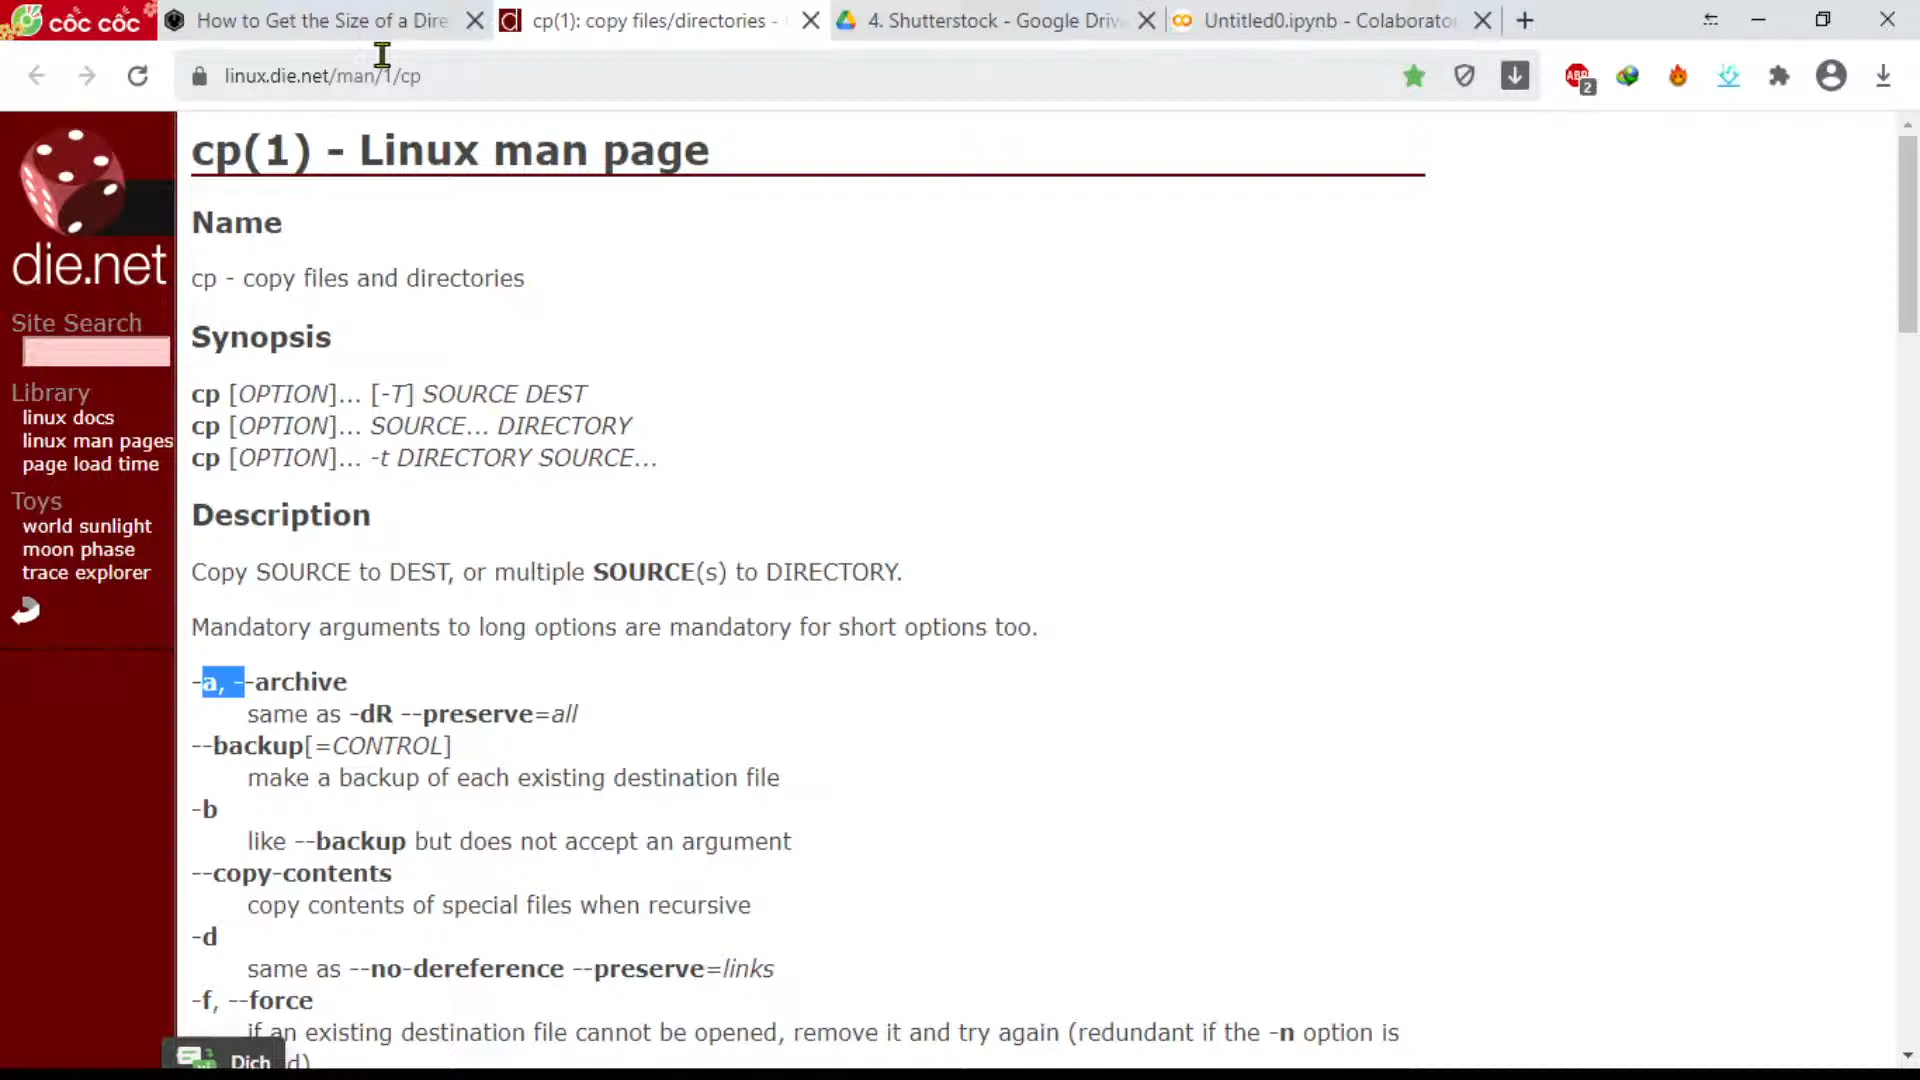 cốc cốc
How to Get the Size of a Dire
cp(1): copy files/directories -
4. Shutterstock - Google Driv
Untitled0.ipynb - Colaborato
linux.die.net/man/1/cp
ABP
2
die.net
Site Search
Library
linux docs
linux man pages
page load time
Toys
world sunlight
moon phase
trace explorer
cp(1) - Linux man page
Name
cp - copy files and directories
Synopsis
cp [OPTION]... [-T] SOURCE DEST
cp [OPTION]... SOURCE... DIRECTORY
cp [OPTION]... -t DIRECTORY SOURCE...
Description
Copy SOURCE to DEST, or multiple SOURCE(s) to DIRECTORY.
Mandatory arguments to long options are mandatory for short options too.
-a, --archive
same as -dR --preserve=all
--backup[=CONTROL]
make a backup of each existing destination file
-b
like --backup but does not accept an argument
--copy-contents
copy contents of special files when recursive
-d
same as --no-dereference --preserve=links
-f, --force
if an existing destination file cannot be opened, remove it and try again (redundant if the -n option is
d)